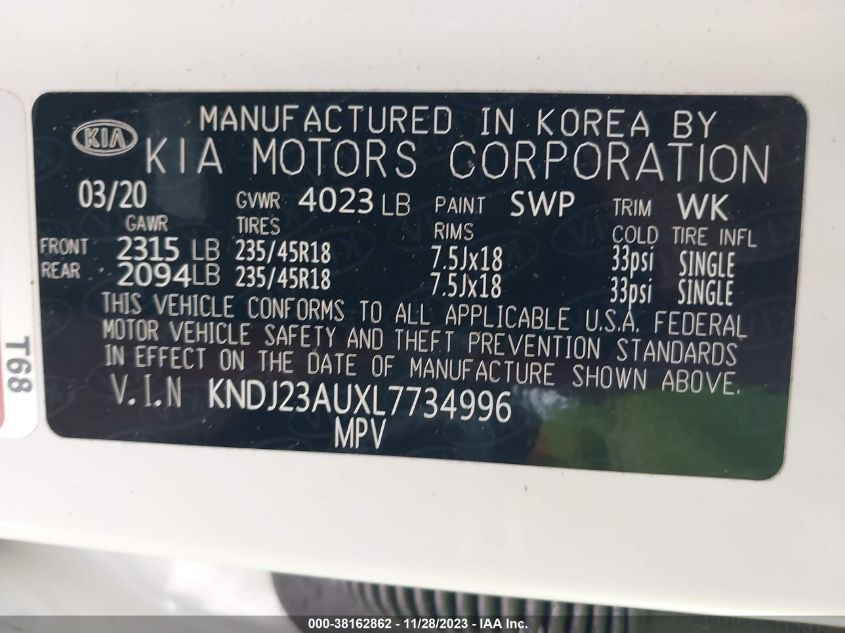 MANUFACTURED IN KOREA BY
KIA KIA MOTORS CORPORATION
03/20 GVWR 4023 LB PAINT SWP TRIM WK
GAWR TIRES RIMS COLD TIRE INFL
FRONT 2315 LB 235/45R18 7.5Jx18 33psi SINGLE
REAR 2094LB 235/45R18 7.5Jx18 33psi SINGLE
THIS VEHICLE CONFORMS TO ALL APPLICABLE U.S.A. FEDERAL
MOTOR VEHICLE SAFETY AND THEFT PREVENTION STANDARDS
IN EFFECT ON THE DATE OF MANUFACTURE SHOWN ABOVE.
V.I.N KNDJ23AUXL7734996
MPV
T68
000-38162862 - 11/28/2023 - IAA Inc.